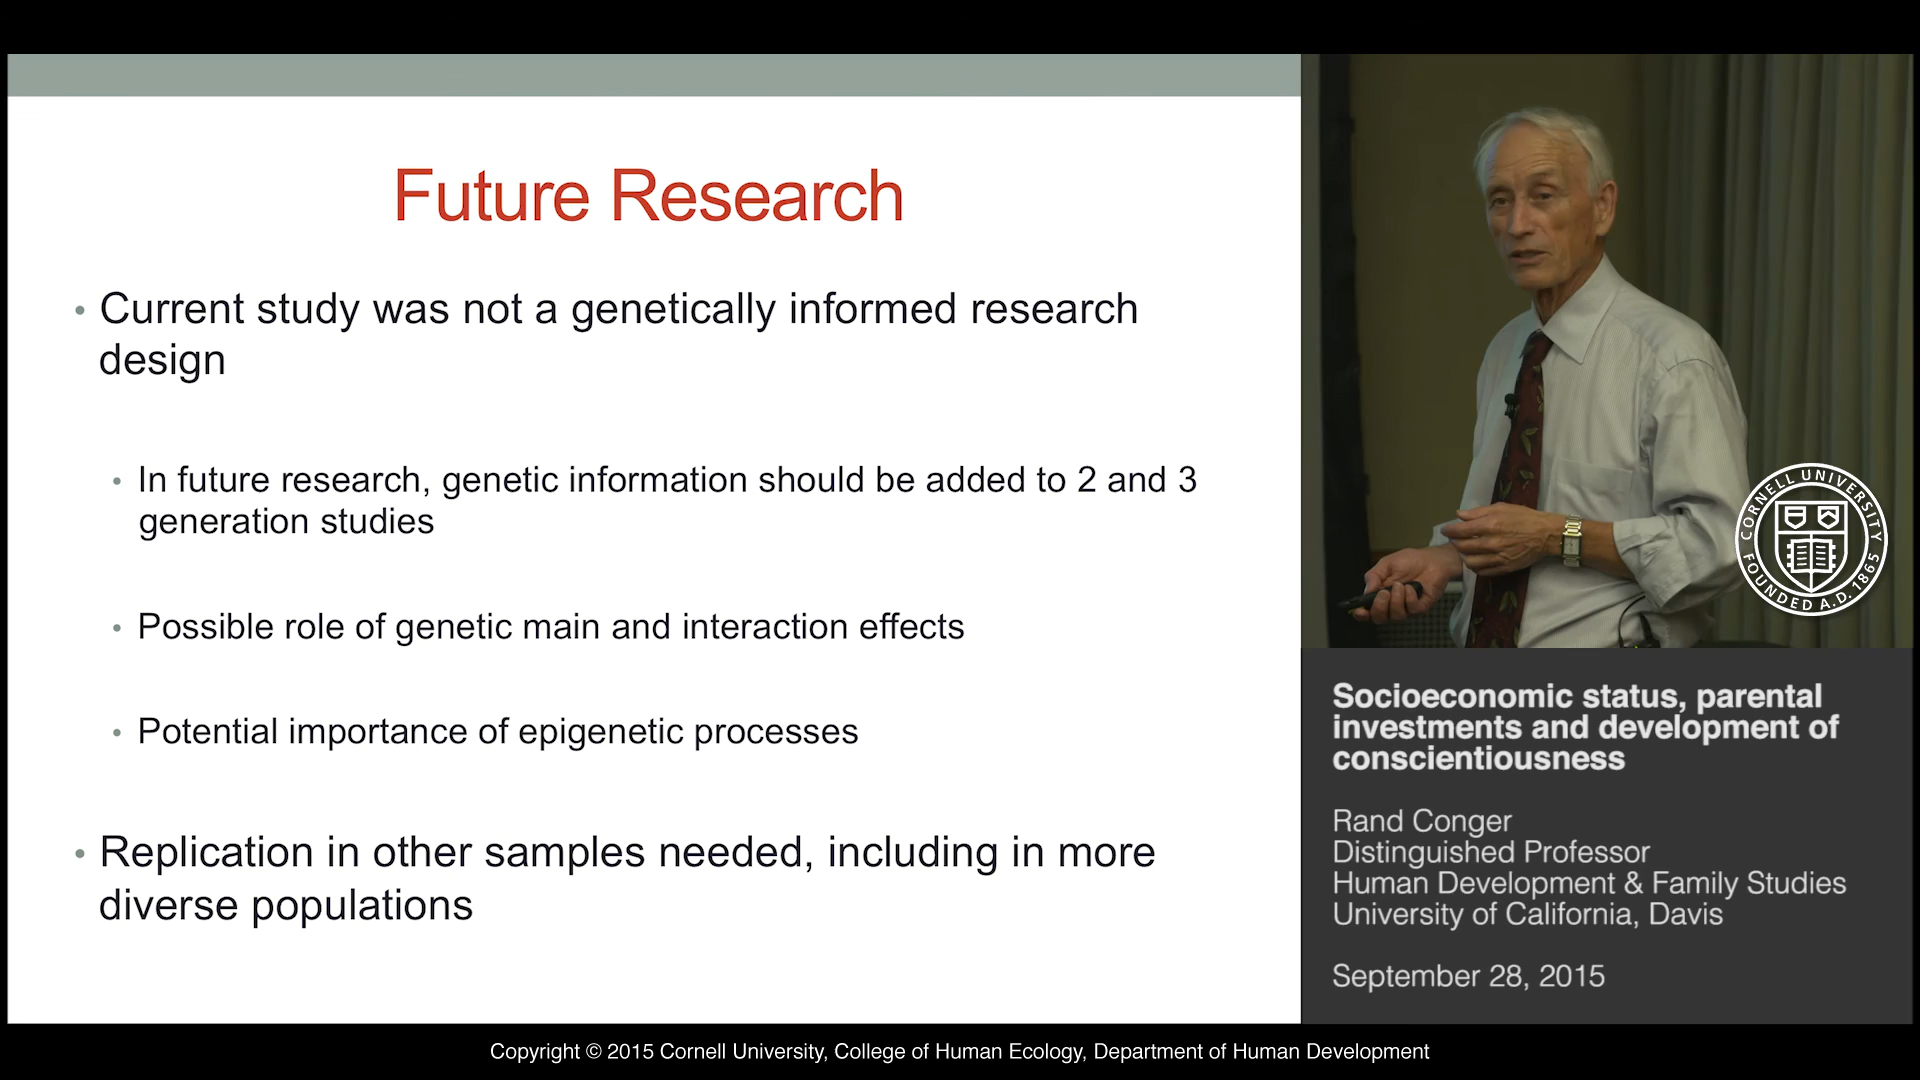 Future Research
• Current study was not a genetically informed research
design
• In future research, genetic information should be added to 2 and 3
generation studies
• Possible role of genetic main and interaction effects
• Potential importance of epigenetic processes
• Replication in other samples needed, including in more
diverse populations
CORNELL UNIVERSITY
FOUNDED A.D. 1865
Socioeconomic status, parental
investments and development of
conscientiousness
Rand Conger
Distinguished Professor
Human Development & Family Studies
University of California, Davis
September 28, 2015
Copyright © 2015 Cornell University, College of Human Ecology, Department of Human Development